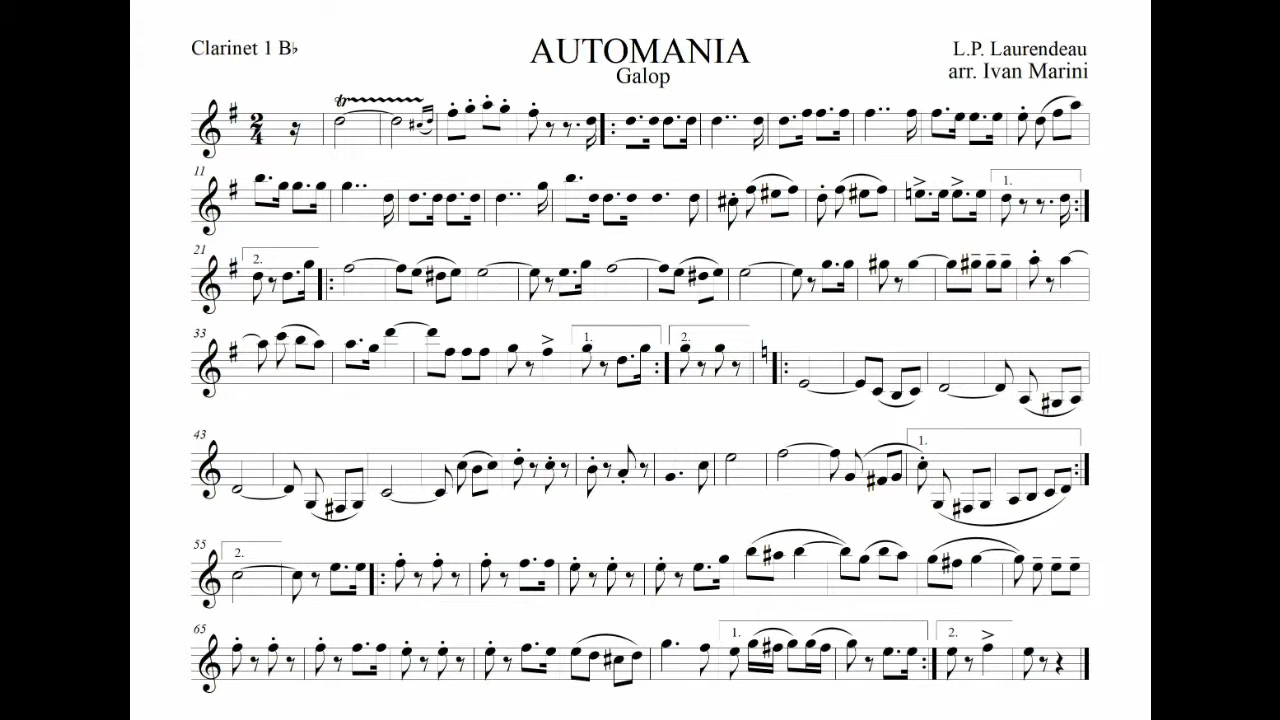 Clarinet 1 B♭
AUTOMANIA
L.P. Laurendeau
Galop
arr. Ivan Marini
tr
2
4
11
1.
21
2.
33
1.
2.
43
1.
55
2.
65
1.
2.